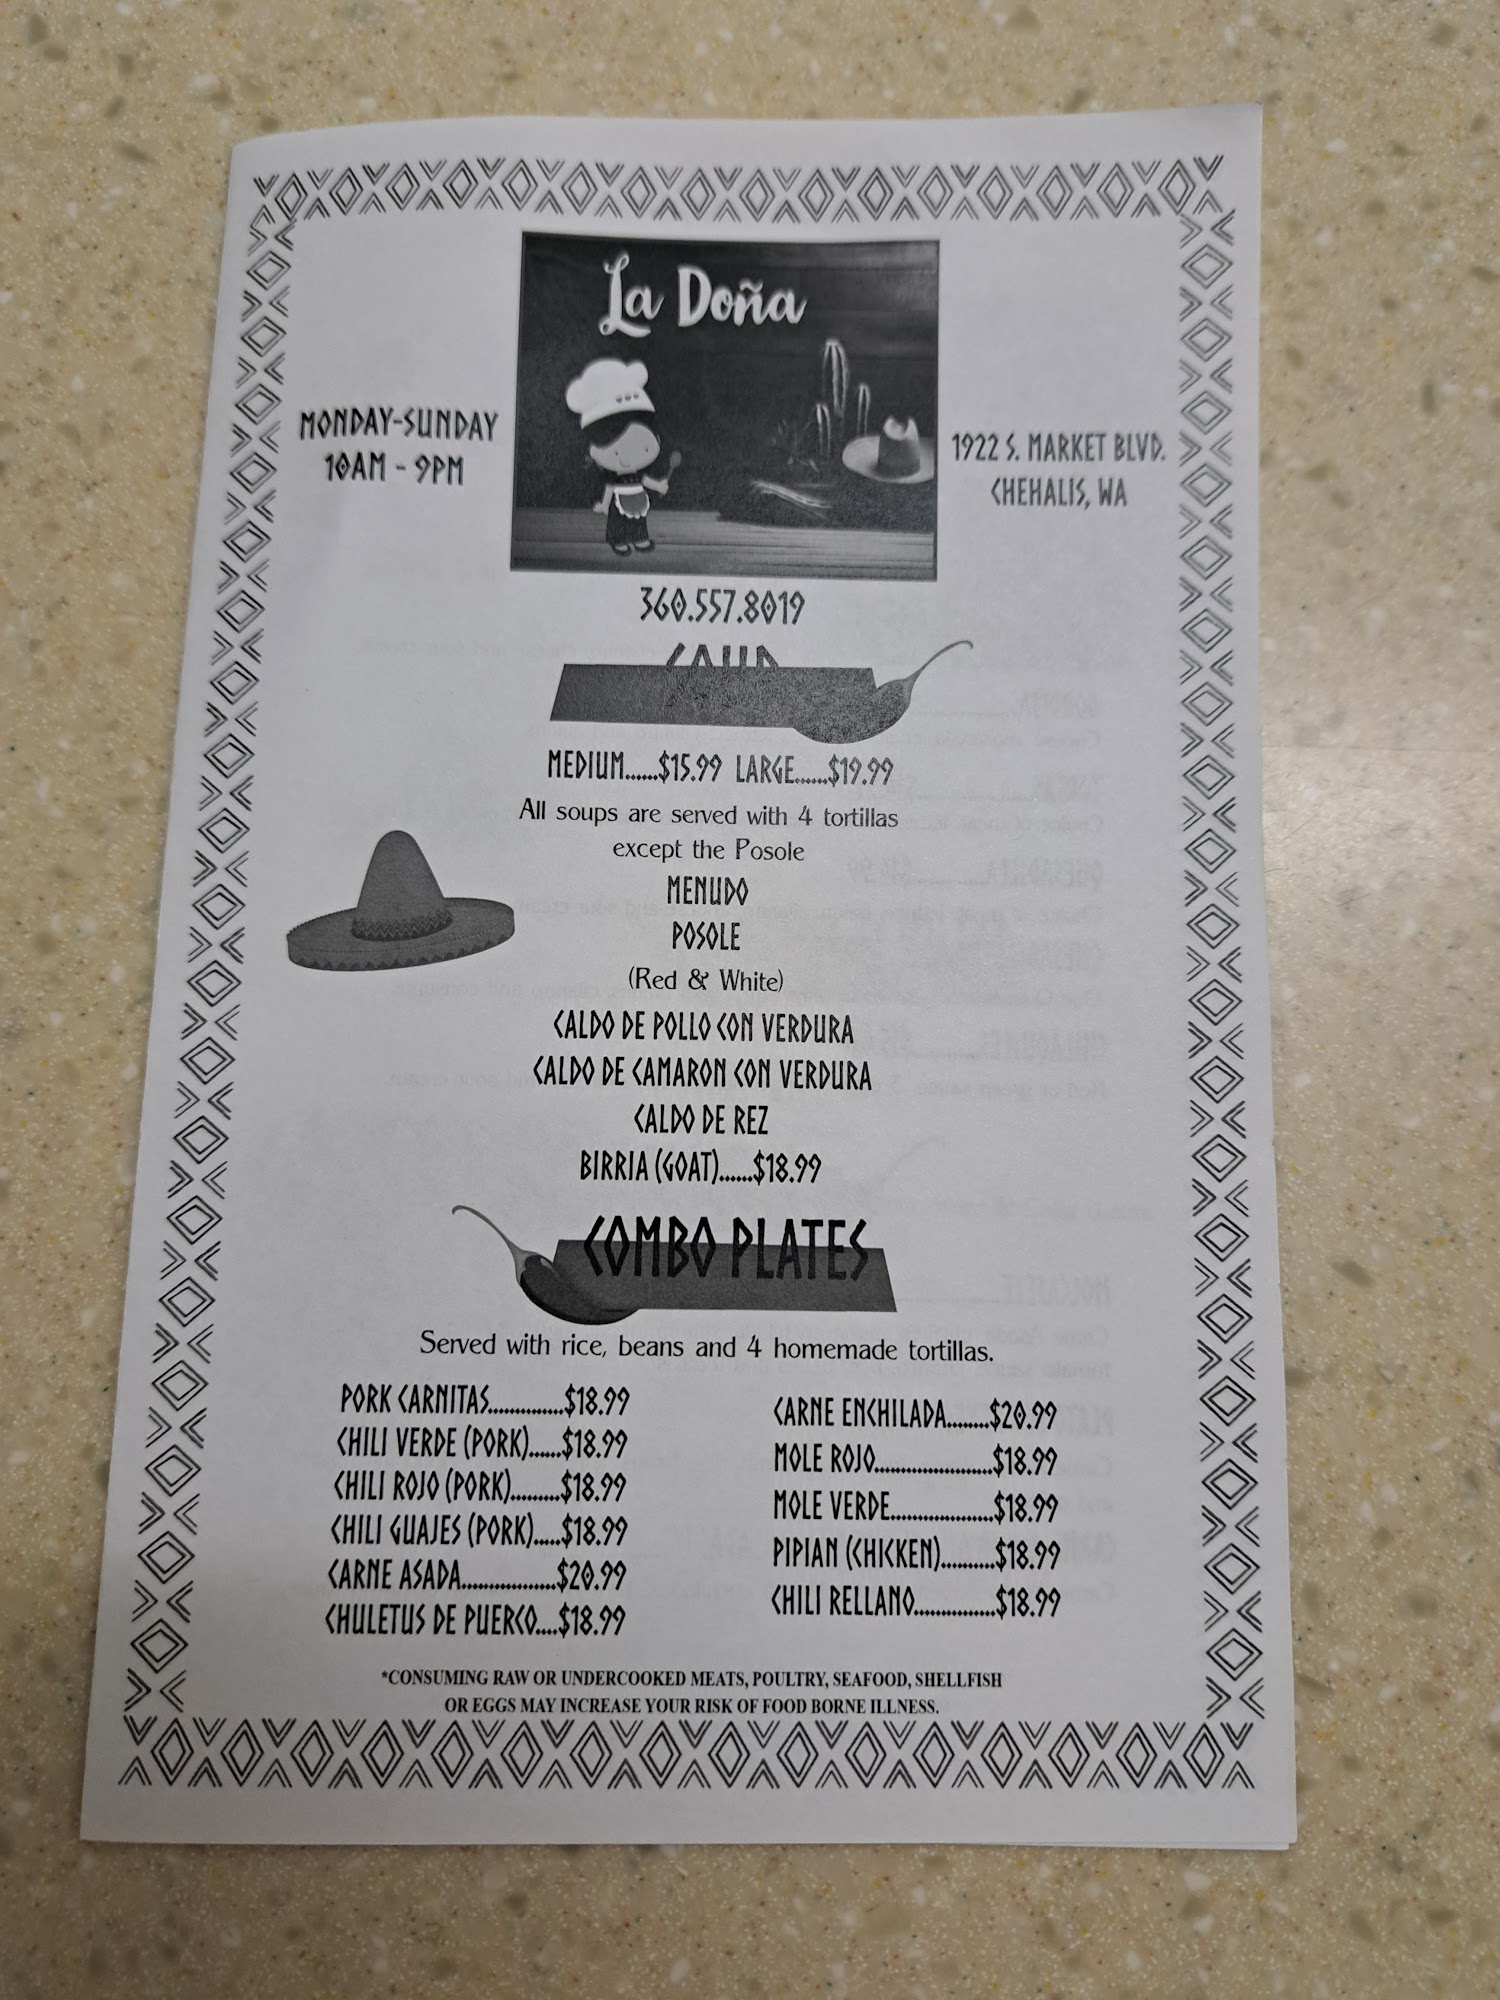 La Doña
MONDAY-SUNDAY
10AM - 9PM
1922 S. MARKET BLVD.
CHEHALIS, WA
360.557.8019
MEDIUM......$15.99 LARGE......$19.99
All soups are served with 4 tortillas
except the Posole
MENUDO
POSOLE
(Red & White)
CALDO DE POLLO CON VERDURA
CALDO DE CAMARON CON VERDURA
CALDO DE REZ
BIRRIA (GOAT)......$18.99
COMBO PLATES
Served with rice, beans and 4 homemade tortillas.
PORK CARNITAS..............$18.99
CHILI VERDE (PORK)......$18.99
CHILI ROJO (PORK).........$18.99
CHILI GUAJES (PORK).....$18.99
CARNE ASADA.................$20.99
CHULETUS DE PUERCO....$18.99
CARNE ENCHILADA........$20.99
MOLE ROJO......................$18.99
MOLE VERDE...................$18.99
PIPIAN (CHICKEN)..........$18.99
CHILI RELLANO...............$18.99
*CONSUMING RAW OR UNDERCOOKED MEATS, POULTRY, SEAFOOD, SHELLFISH
OR EGGS MAY INCREASE YOUR RISK OF FOOD BORNE ILLNESS.